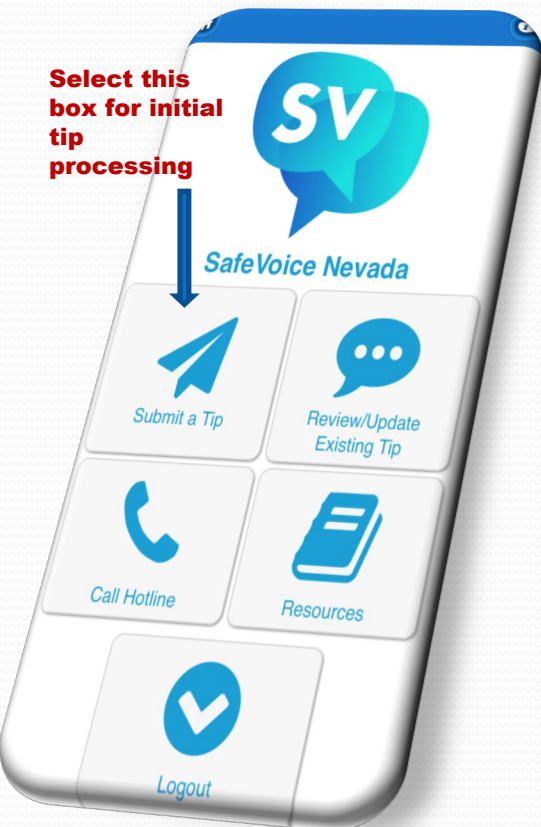 Select this
box for initial
tip
processing
SV
SafeVoice Nevada
Submit a Tip
Review/Update
Existing Tip
Call Hotline
Resources
Logout